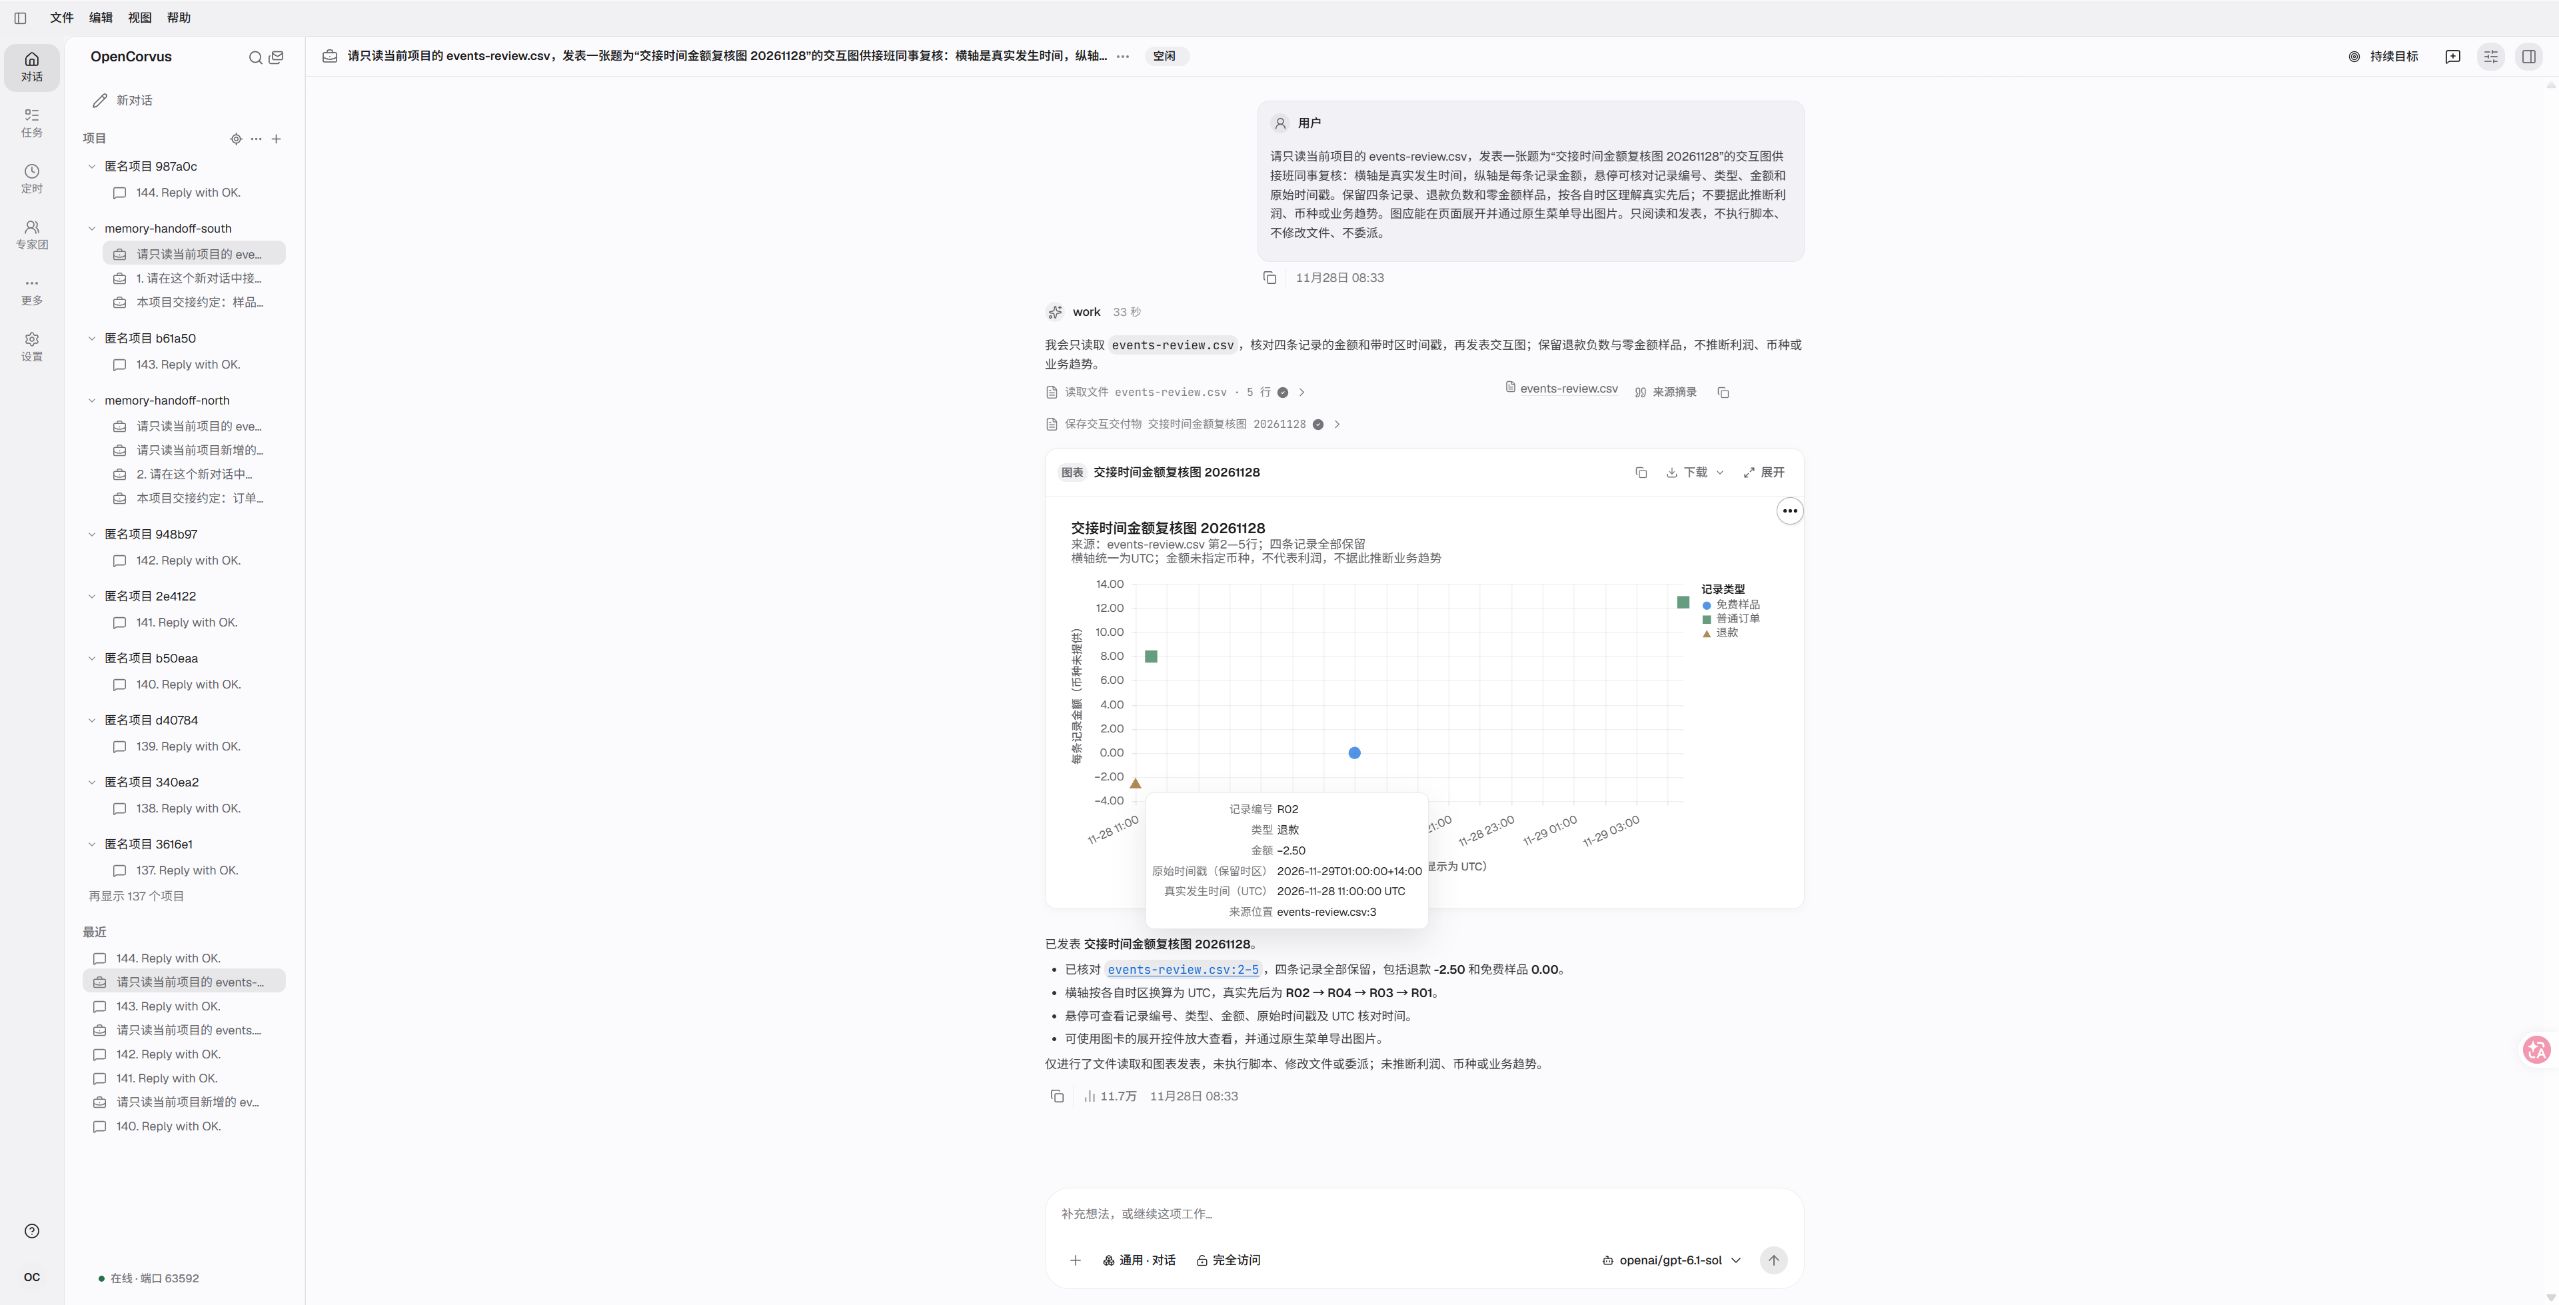 文件 编辑 视图 帮助
对话
任务
定时
专家团
更多
设置
OC
OpenCorvus
新对话
项目
匿名项目 987a0c
144. Reply with OK.
memory-handoff-south
请只读当前项目的 eve...
1. 请在这个新对话中接...
本项目交接约定：样品...
匿名项目 b61a50
143. Reply with OK.
memory-handoff-north
请只读当前项目的 eve...
请只读当前项目新增的...
2. 请在这个新对话中...
本项目交接约定：订单...
匿名项目 948b97
142. Reply with OK.
匿名项目 2e4122
141. Reply with OK.
匿名项目 b50eaa
140. Reply with OK.
匿名项目 d40784
139. Reply with OK.
匿名项目 340ea2
138. Reply with OK.
匿名项目 3616e1
137. Reply with OK.
再显示 137 个项目
最近
144. Reply with OK.
请只读当前项目的 events-...
143. Reply with OK.
请只读当前项目的 events....
142. Reply with OK.
141. Reply with OK.
请只读当前项目新增的 ev...
140. Reply with OK.
在线 · 端口 63592
请只读当前项目的 events-review.csv，发表一张题为“交接时间金额复核图 20261128”的交互图供接班同事复核：横轴是真实发生时间，纵轴... 空闲
持续目标
用户
请只读当前项目的 events-review.csv，发表一张题为“交接时间金额复核图 20261128”的交互图供
接班同事复核：横轴是真实发生时间，纵轴是每条记录金额，悬停可核对记录编号、类型、金额和
原始时间戳。保留四条记录、退款负数和零金额样品，按各自时区理解真实先后；不要据此推断利
润、币种或业务趋势。图应能在页面展开并通过原生菜单导出图片。只阅读和发表，不执行脚本、
不修改文件、不委派。
11月28日 08:33
work 33 秒
我会只读取 events-review.csv，核对四条记录的金额和带时区时间戳，再发表交互图；保留退款负数与零金额样品，不推断利润、币种或
业务趋势。
读取文件 events-review.csv · 5 行 events-review.csv 来源摘录
保存交互交付物 交接时间金额复核图 20261128
图表 交接时间金额复核图 20261128 下载 展开
交接时间金额复核图 20261128
来源：events-review.csv 第2—5行；四条记录全部保留
横轴统一为UTC；金额未指定币种，不代表利润，不据此推断业务趋势
每条记录金额（币种未提供）
14.00
12.00
10.00
8.00
6.00
4.00
2.00
0.00
−2.00
−4.00
记录类型
免费样品
普通订单
退款
11-28 11:00
21:00
11-28 23:00
11-29 01:00
11-29 03:00
显示为 UTC）
记录编号 R02
类型 退款
金额 −2.50
原始时间戳（保留时区） 2026-11-29T01:00:00+14:00
真实发生时间（UTC） 2026-11-28 11:00:00 UTC
来源位置 events-review.csv:3
已发表 交接时间金额复核图 20261128。
• 已核对 events-review.csv:2-5，四条记录全部保留，包括退款 -2.50 和免费样品 0.00。
• 横轴按各自时区换算为 UTC，真实先后为 R02 → R04 → R03 → R01。
• 悬停可查看记录编号、类型、金额、原始时间戳及 UTC 核对时间。
• 可使用图卡的展开控件放大查看，并通过原生菜单导出图片。
仅进行了文件读取和图表发表，未执行脚本、修改文件或委派；未推断利润、币种或业务趋势。
11.7万 11月28日 08:33
补充想法，或继续这项工作...
通用 · 对话 完全访问 openai/gpt-6.1-sol